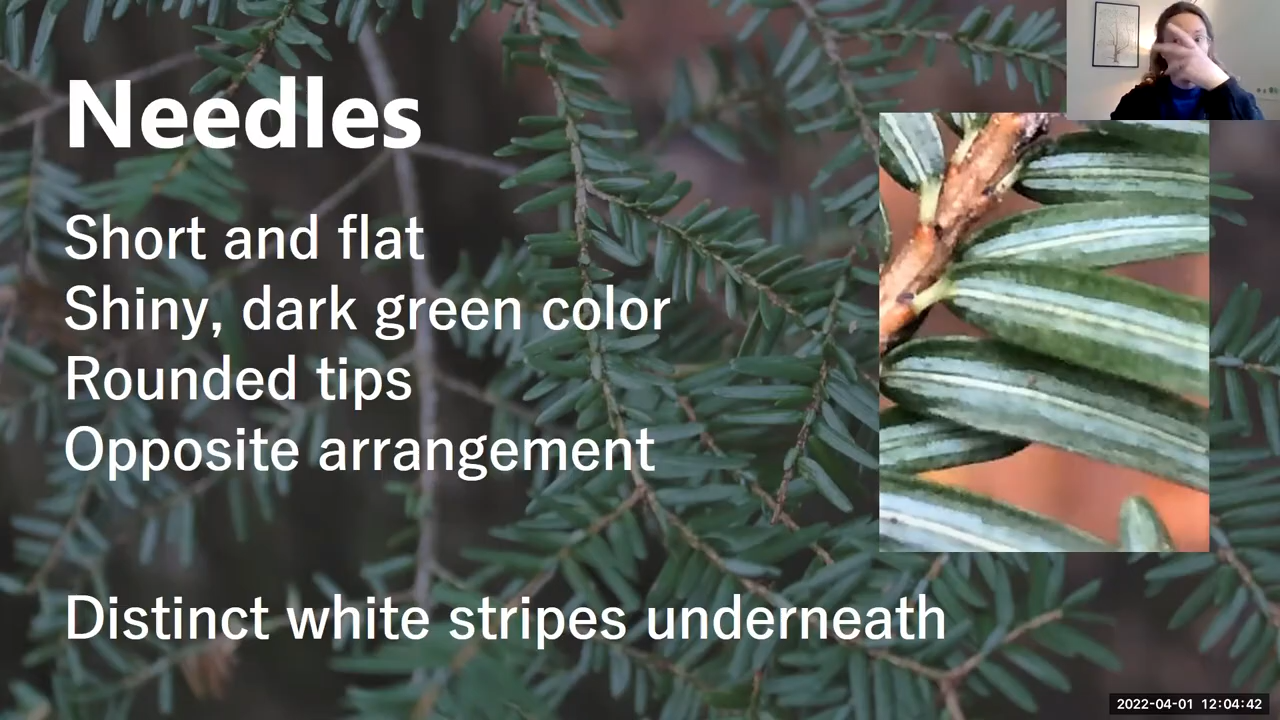 Needles
Short and flat
Shiny, dark green color
Rounded tips
Opposite arrangement
Distinct white stripes underneath
2022-04-01 12:04:42